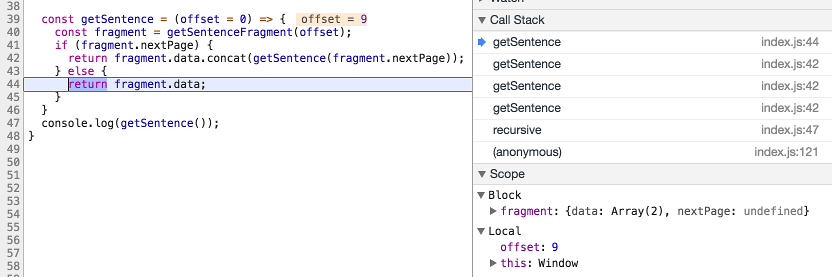 38
39 const getSentence = (offset = 0) => { offset = 9
40 const fragment = getSentenceFragment(offset);
41 if (fragment.nextPage) {
42 return fragment.data.concat(getSentence(fragment.nextPage));
43 } else {
44 return fragment.data;
45 }
46 }
47 console.log(getSentence());
48 }
49
50
51
52
53
54
55
56
57
58
Call Stack
getSentence index.js:44
getSentence index.js:42
getSentence index.js:42
getSentence index.js:42
recursive index.js:47
(anonymous) index.js:121
Scope
Block
fragment: {data: Array(2), nextPage: undefined}
Local
offset: 9
this: Window